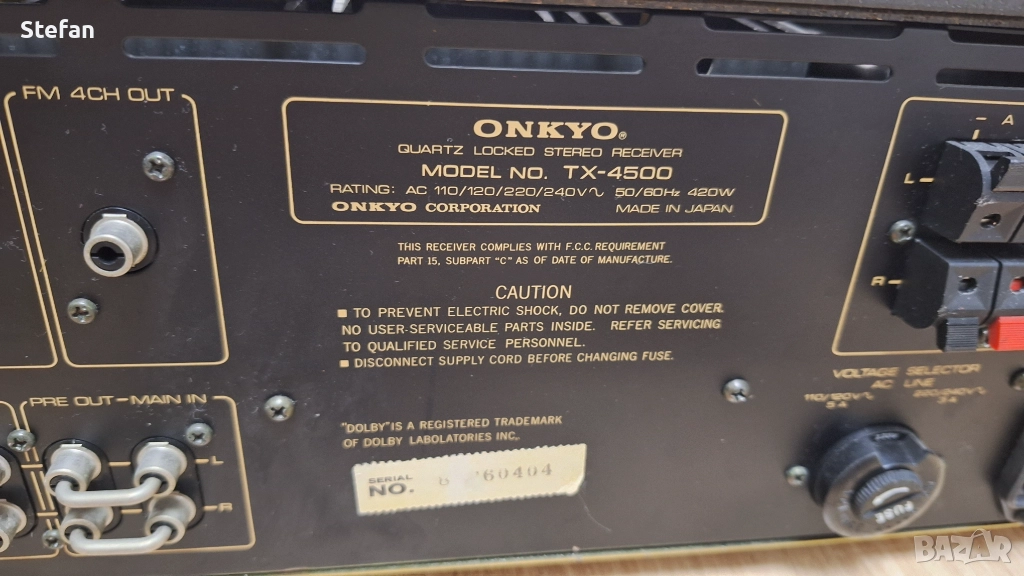 Stefan
FM 4CH OUT
ONKYO®
QUARTZ LOCKED STEREO RECEIVER
MODEL NO. TX-4500
RATING: AC 110/120/220/240V∿ 50/60Hz 420W
ONKYO CORPORATION MADE IN JAPAN
THIS RECEIVER COMPLIES WITH F.C.C. REQUIREMENT
PART 15, SUBPART "C" AS OF DATE OF MANUFACTURE.
CAUTION
■ TO PREVENT ELECTRIC SHOCK, DO NOT REMOVE COVER.
NO USER-SERVICEABLE PARTS INSIDE. REFER SERVICING
TO QUALIFIED SERVICE PERSONNEL.
■ DISCONNECT SUPPLY CORD BEFORE CHANGING FUSE.
"DOLBY" IS A REGISTERED TRADEMARK
OF DOLBY LABOLATORIES INC.
SERIAL
NO. 60404
PRE OUT-MAIN IN
L
R
A
L
R
VOLTAGE SELECTOR
AC LINE
110/120V∿
FUSE
BAZAR